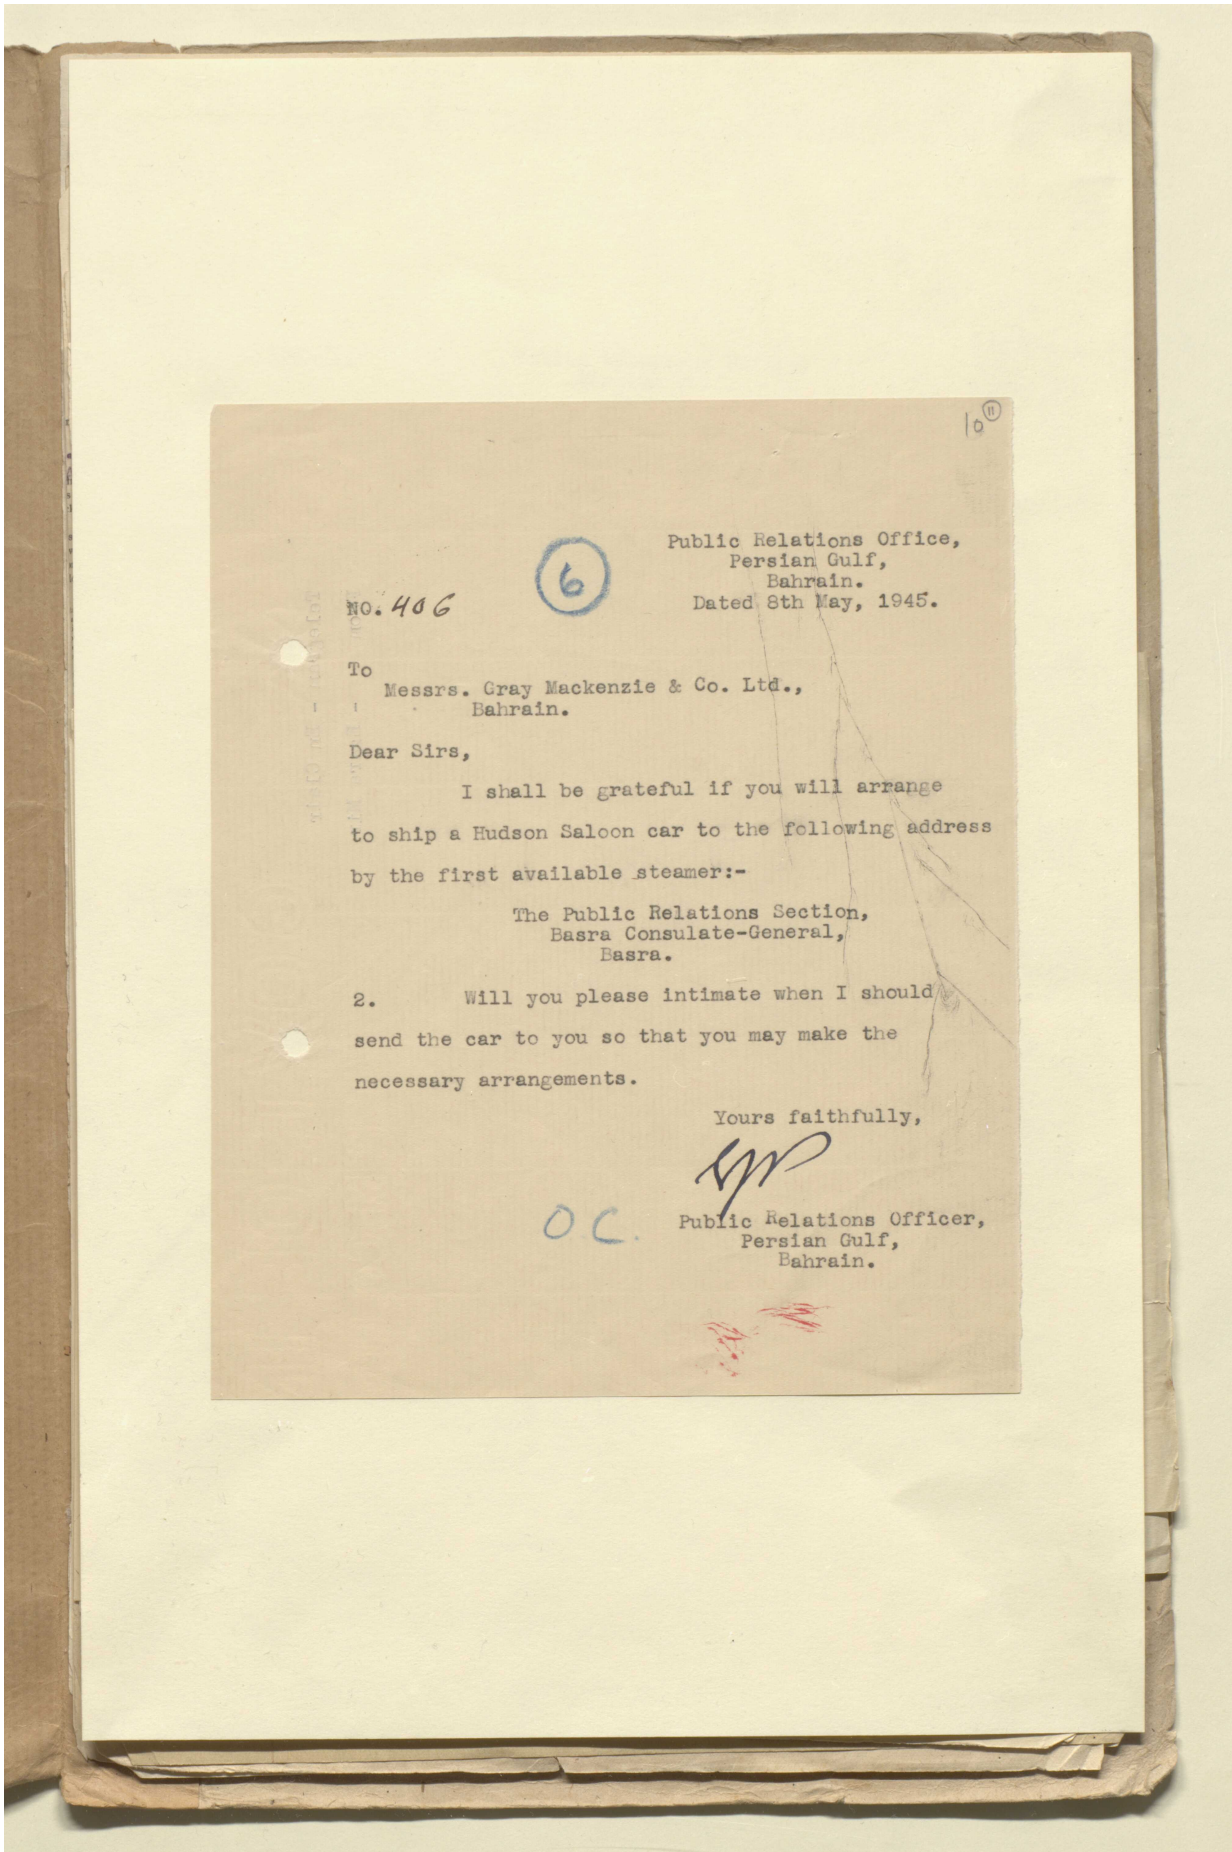 10 11
Public Relations Office,
Persian Gulf,
Bahrain.
6
NO. 406
Dated 8th May, 1945.
To
Messrs. Gray Mackenzie & Co. Ltd.,
Bahrain.
Dear Sirs,
I shall be grateful if you will arrange
to ship a Hudson Saloon car to the following address
by the first available steamer:-
The Public Relations Section,
Basra Consulate-General,
Basra.
2. Will you please intimate when I should
send the car to you so that you may make the
necessary arrangements.
Yours faithfully,
O C.
Public Relations Officer,
Persian Gulf,
Bahrain.